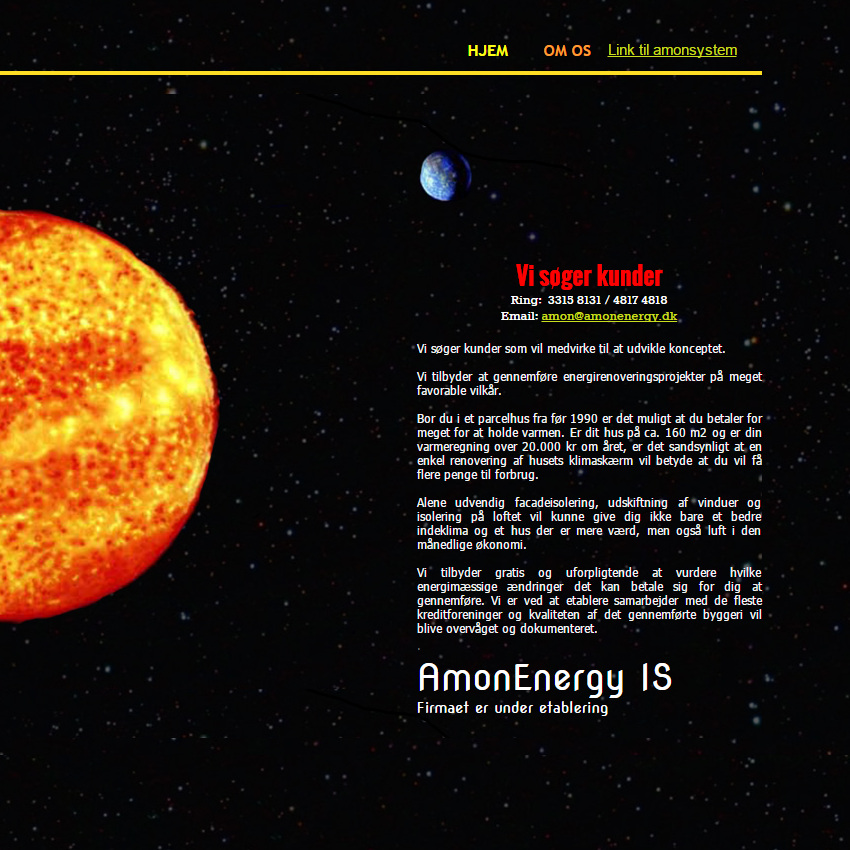 HJEM OM OS Link til amonsystem
Vi søger kunder
Ring: 3315 8131 / 4817 4818
Email: amon@amonenergy.dk
Vi søger kunder som vil medvirke til at udvikle konceptet.
Vi tilbyder at gennemføre energirenoveringsprojekter på meget
favorable vilkår.
Bor du i et parcelhus fra før 1990 er det muligt at du betaler for
meget for at holde varmen. Er dit hus på ca. 160 m2 og er din
varmeregning over 20.000 kr om året, er det sandsynligt at en
enkel renovering af husets klimaskærm vil betyde at du vil få
flere penge til forbrug.
Alene udvendig facadeisolering, udskiftning af vinduer og
isolering på loftet vil kunne give dig ikke bare et bedre
indeklima og et hus der er mere værd, men også luft i den
månedlige økonomi.
Vi tilbyder gratis og uforpligtende at vurdere hvilke
energimæssige ændringer det kan betale sig for dig at
gennemføre. Vi er ved at etablere samarbejder med de fleste
kreditforeninger og kvaliteten af det gennemførte byggeri vil
blive overvåget og dokumenteret.
.
AmonEnergy IS
Firmaet er under etablering